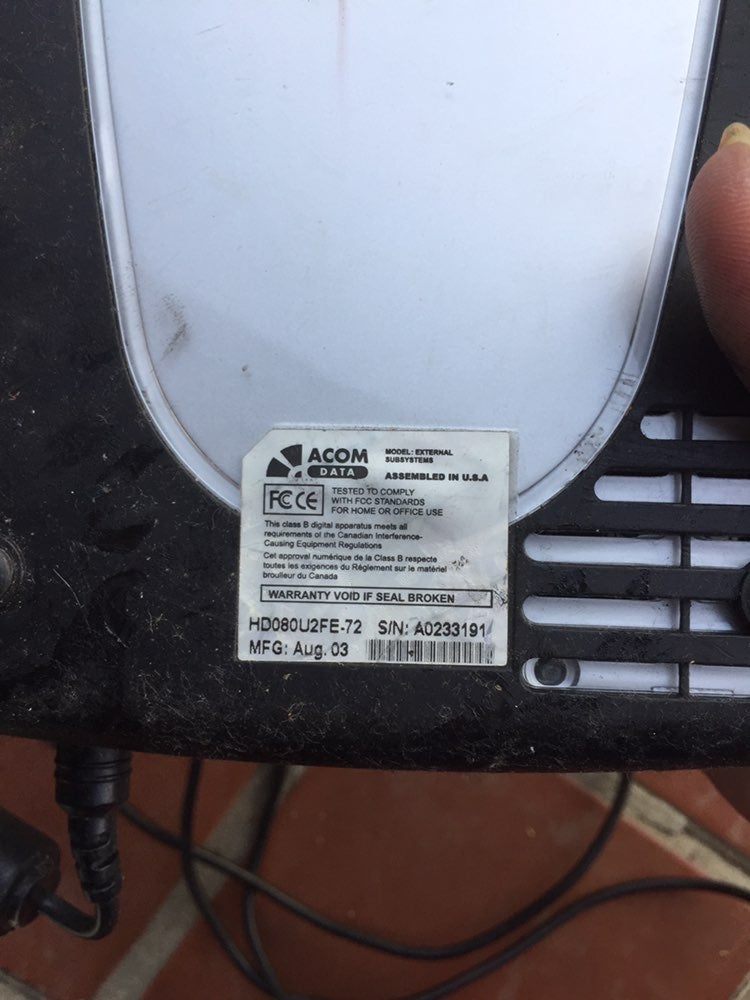 ACOM
DATA
MODEL: EXTERNAL
SUBSYSTEMS
ASSEMBLED IN U.S.A
FC CE
TESTED TO COMPLY
WITH FCC STANDARDS
FOR HOME OR OFFICE USE
This class B digital apparatus meets all
requirements of the Canadian Interference-
Causing Equipment Regulations
Cet approval numérique de la Class B respecte
toutes les exigences du Règlement sur le matériel
brouileur du Canada
WARRANTY VOID IF SEAL BROKEN
HD080U2FE-72 S/N: A0233191
MFG: Aug. 03